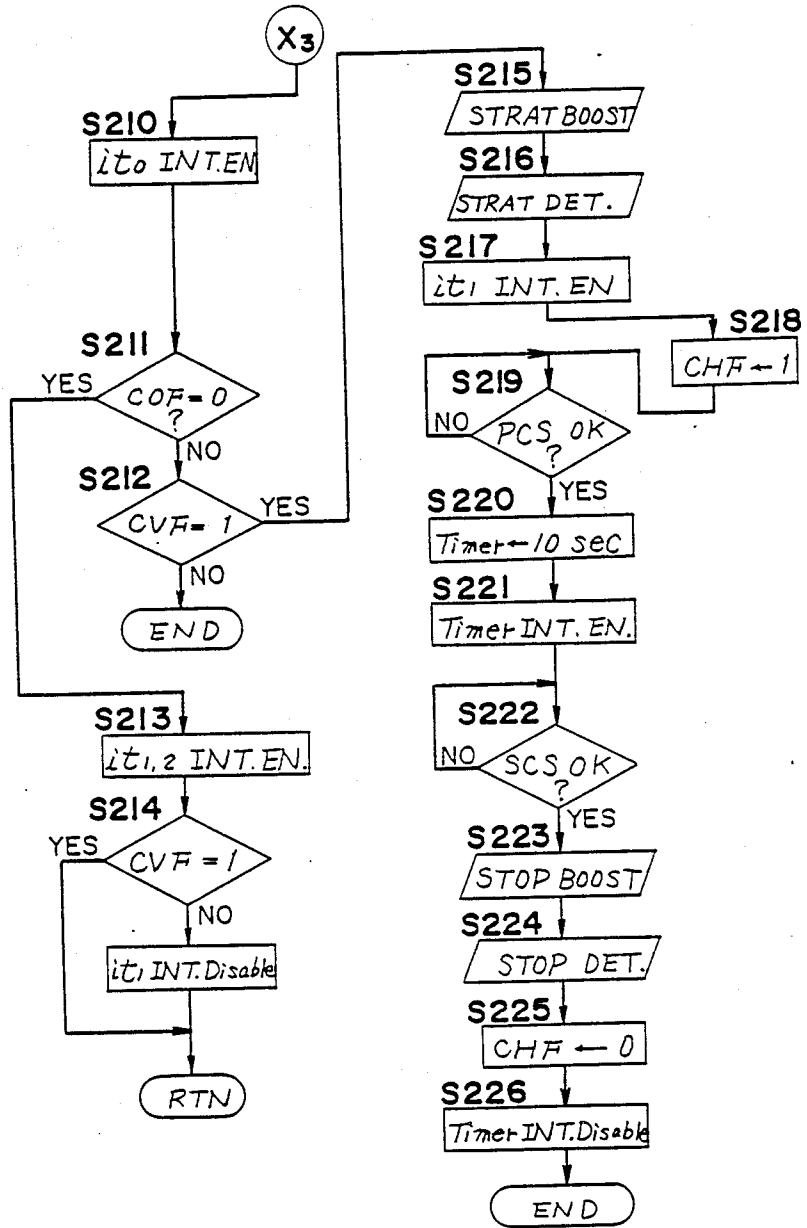 X3
S210
it0 INT.EN
S211
YES
COF=0
?
NO
S212
CVF=1
YES
NO
END
S213
it1,2 INT.EN.
S214
YES
CVF=1
NO
it1 INT.Disable
RTN
S215
STRAT BOOST
S216
STRAT DET.
S217
it1 INT.EN
S218
CHF←1
S219
NO
PCS OK
?
YES
S220
Timer←10 sec
S221
Timer INT.EN.
S222
NO
SCS OK
?
YES
S223
STOP BOOST
S224
STOP DET.
S225
CHF←0
S226
Timer INT.Disable
END